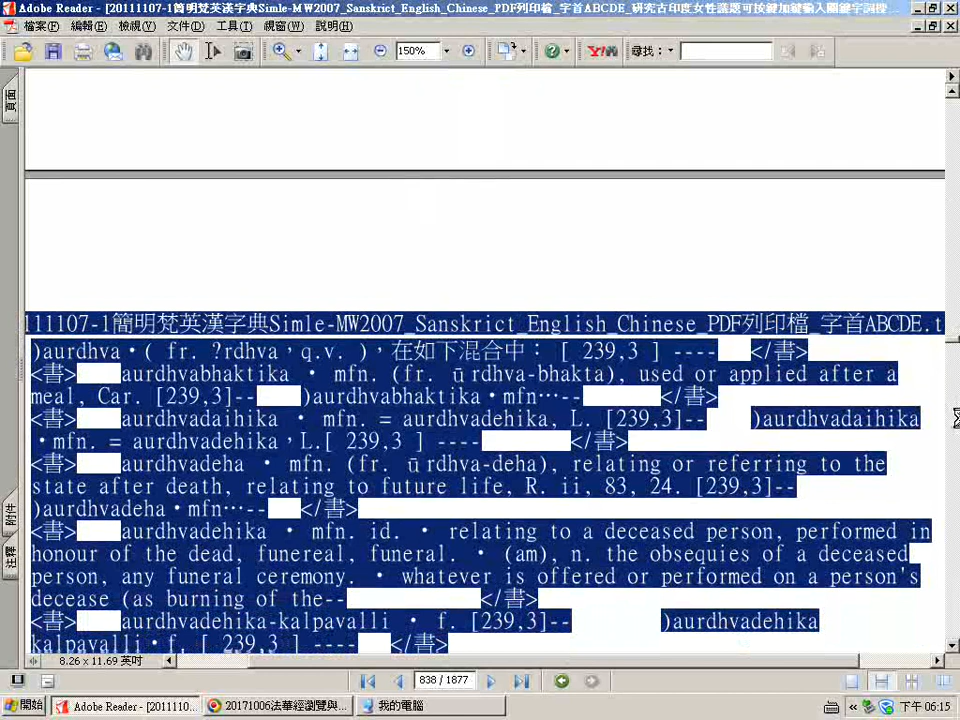 Adobe Reader - [20111107-1簡明梵英漢字典Simle-MW2007_Sanskrict_English_Chinese_PDF列印檔_字首ABCDE_研究古印度女性議題可按鍵加鍵輸入關鍵字詞搜...
檔案(F) 編輯(E) 檢視(V) 文件(D) 工具(T) 視窗(W) 說明(H)
150% Y! 尋找:
頁面
111107-1簡明梵英漢字典Simle-MW2007_Sanskrict_English_Chinese_PDF列印檔_字首ABCDE.t
)aurdhva‧( fr. ?rdhva，q.v. )，在如下混合中： [ 239,3 ] ---- </書>
<書> aurdhvabhaktika ‧ mfn. (fr. ūrdhva-bhakta), used or applied after a
meal, Car. [239,3]-- )aurdhvabhaktika‧mfn…-- </書>
<書> aurdhvadaihika ‧ mfn. = aurdhvadehika, L. [239,3]-- )aurdhvadaihika
‧mfn. = aurdhvadehika，L.[ 239,3 ] ---- </書>
<書> aurdhvadeha ‧ mfn. (fr. ūrdhva-deha), relating or referring to the
state after death, relating to future life, R. ii, 83, 24. [239,3]--
)aurdhvadeha‧mfn…-- </書>
<書> aurdhvadehika ‧ mfn. id. ‧ relating to a deceased person, performed in
honour of the dead, funereal, funeral. ‧ (am), n. the obsequies of a deceased
person, any funeral ceremony. ‧ whatever is offered or performed on a person's
decease (as burning of the-- </書>
<書> aurdhvadehika-kalpavalli ‧ f. [239,3]-- )aurdhvadehika
kalpavalli‧f. [ 239,3 ] ---- </書>
附件
注釋
8.26 x 11.69 英吋
838 / 1877
開始 Adobe Reader - [2011110... 20171006法華經瀏覽與... 我的電腦 下午 06:15